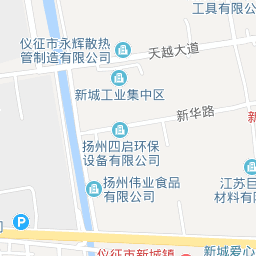 工具有限公
仪征市永辉散热
管制造有限公司
天越大道
新城工业集中区
新华路
扬州四启环保
设备有限公司
扬州伟业食品
有限公司
江苏巨
材料有限
司
P
仪征市新城镇
新城爱心